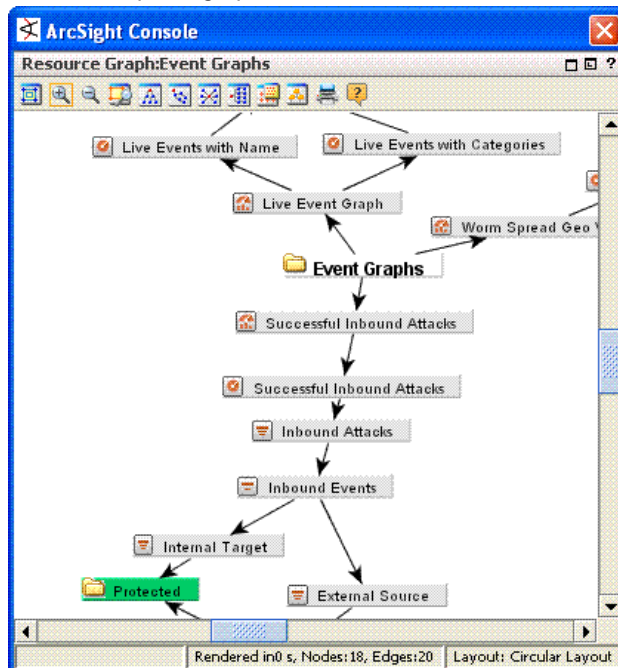 ArcSight Console
Resource Graph:Event Graphs
Live Events with Name
Live Events with Categories
Live Event Graph
Worm Spread Geo
Event Graphs
Successful Inbound Attacks
Successful Inbound Attacks
Inbound Attacks
Inbound Events
Internal Target
Protected
External Source
Rendered in0 s, Nodes:18, Edges:20
Layout: Circular Layout